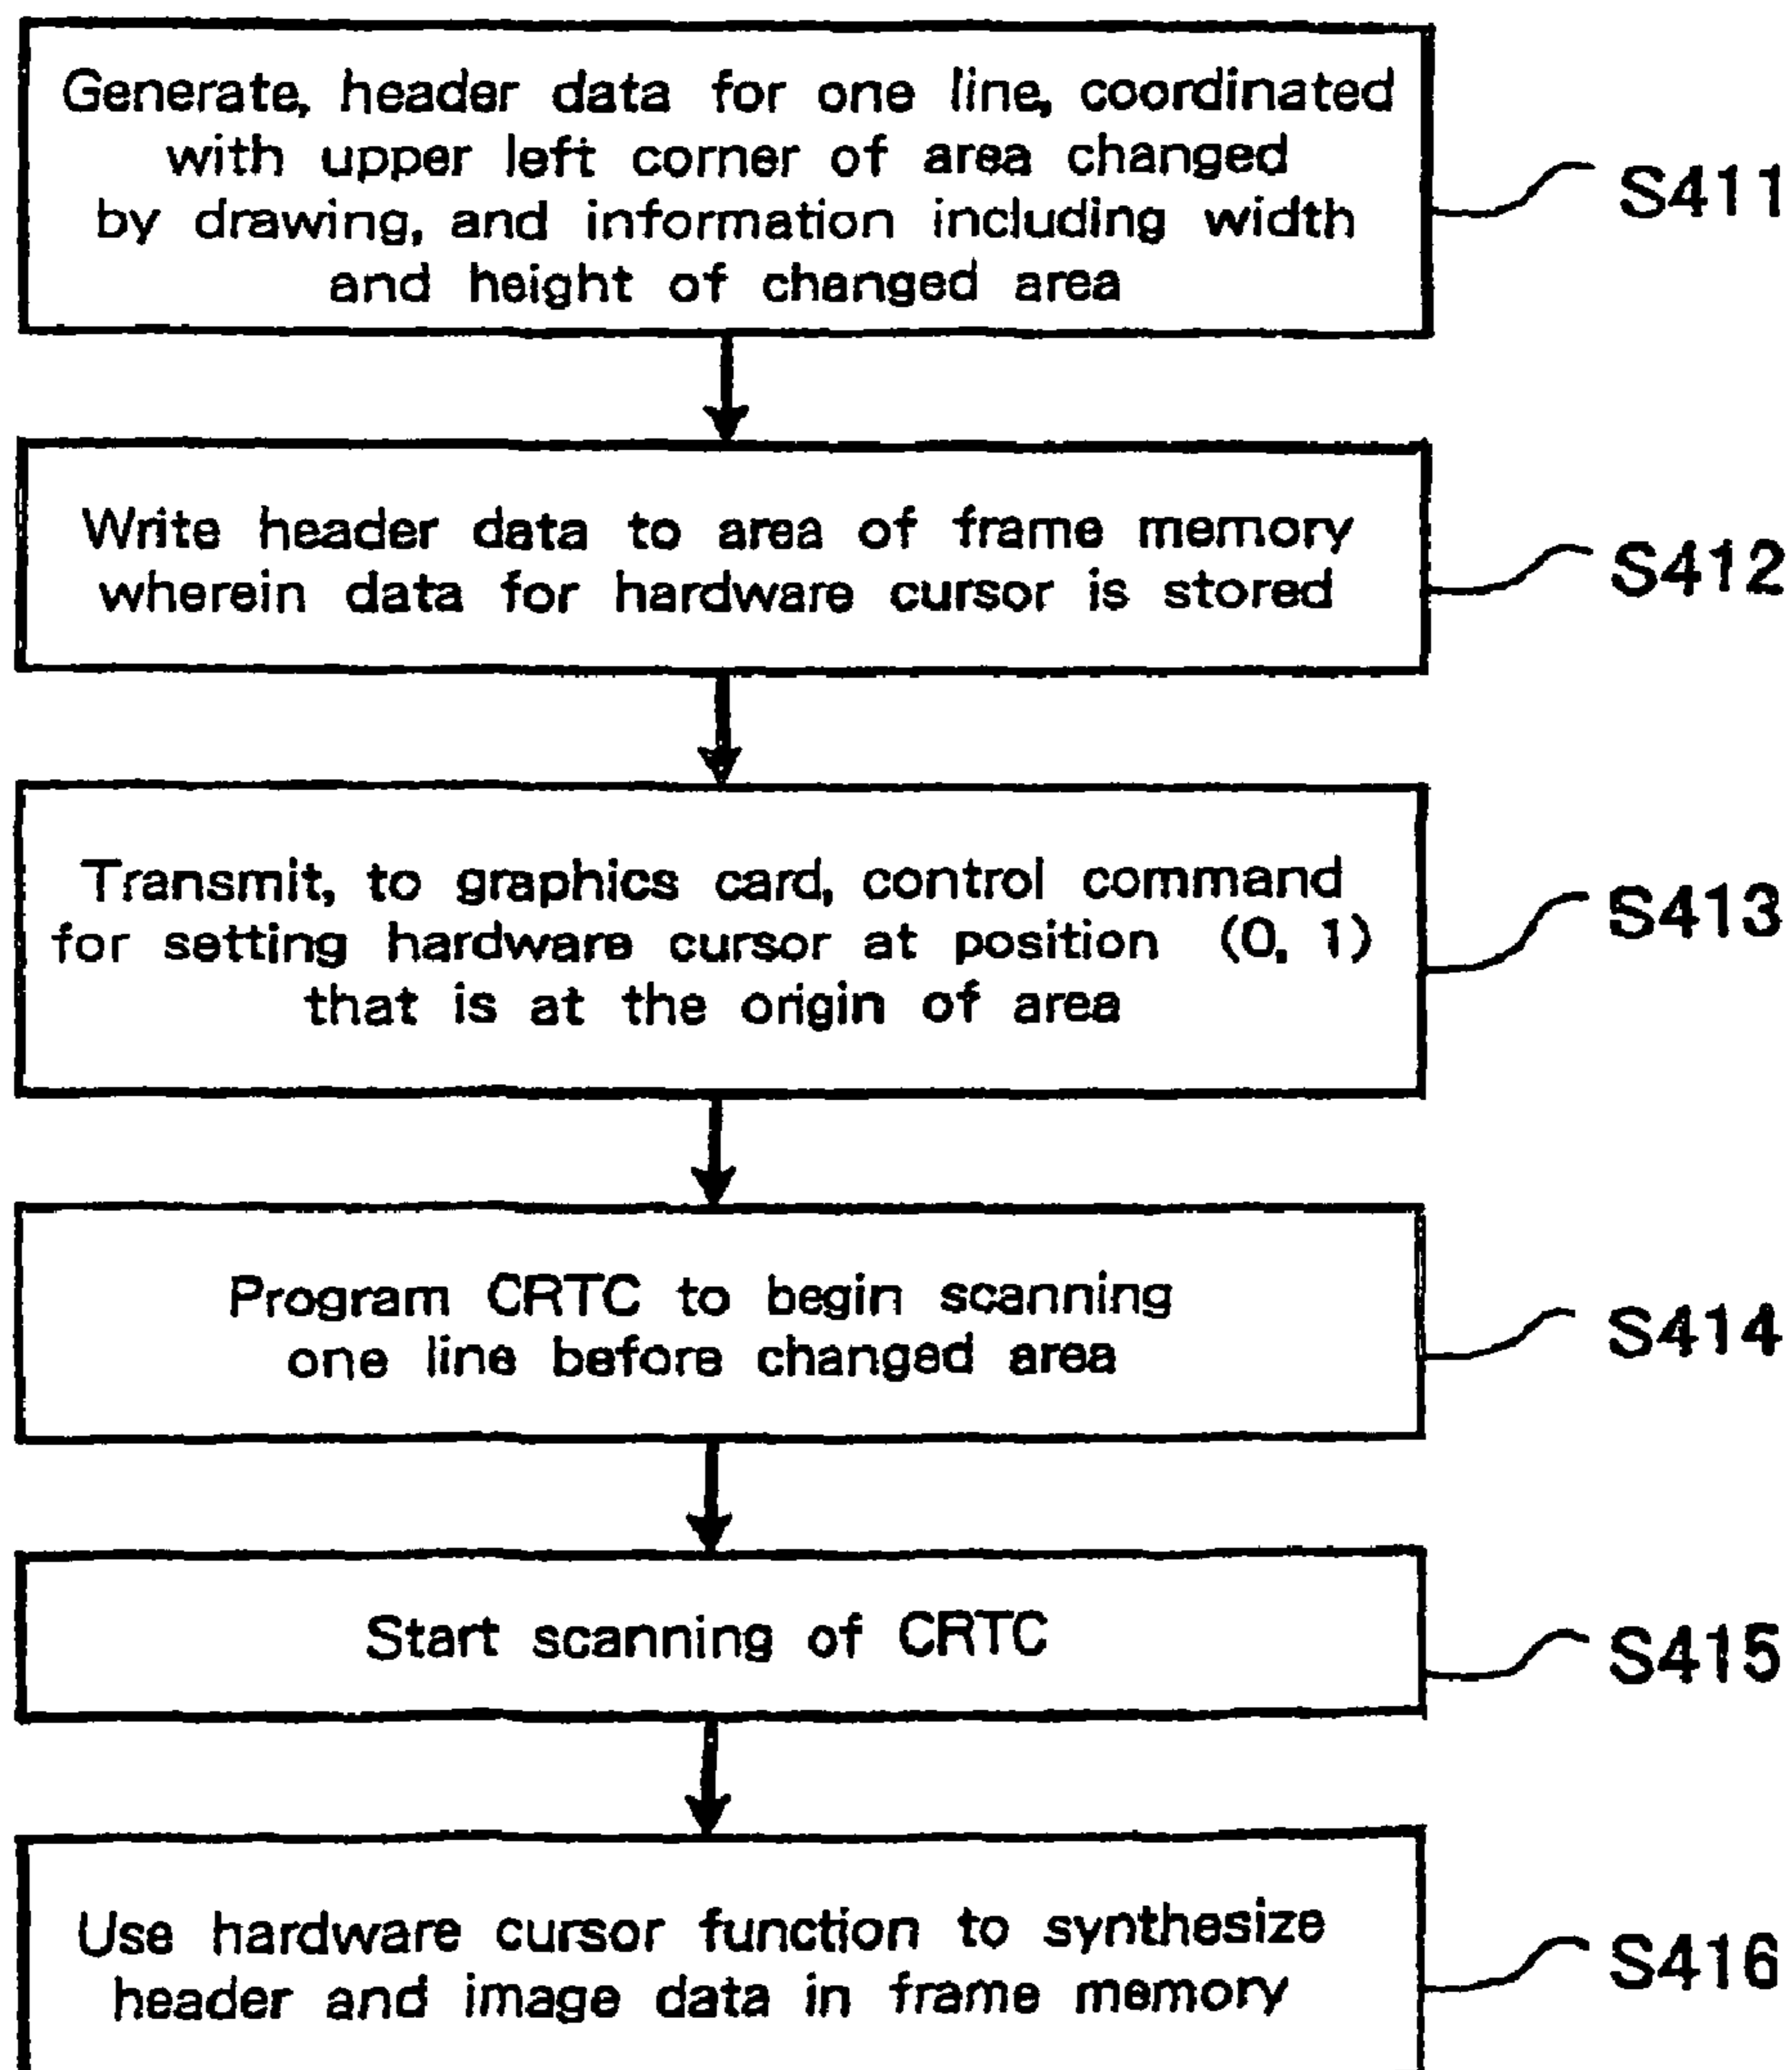 Generate, header data for one line, coordinated
with upper left corner of area changed
by drawing, and information including width
and height of changed area
S411
Write header data to area of frame memory
wherein data for hardware cursor is stored
S412
Transmit, to graphics card, control command
for setting hardware cursor at position (0, 1)
that is at the origin of area
S413
Program CRTC to begin scanning
one line before changed area
S414
Start scanning of CRTC
S415
Use hardware cursor function to synthesize
header and image data in frame memory
S416